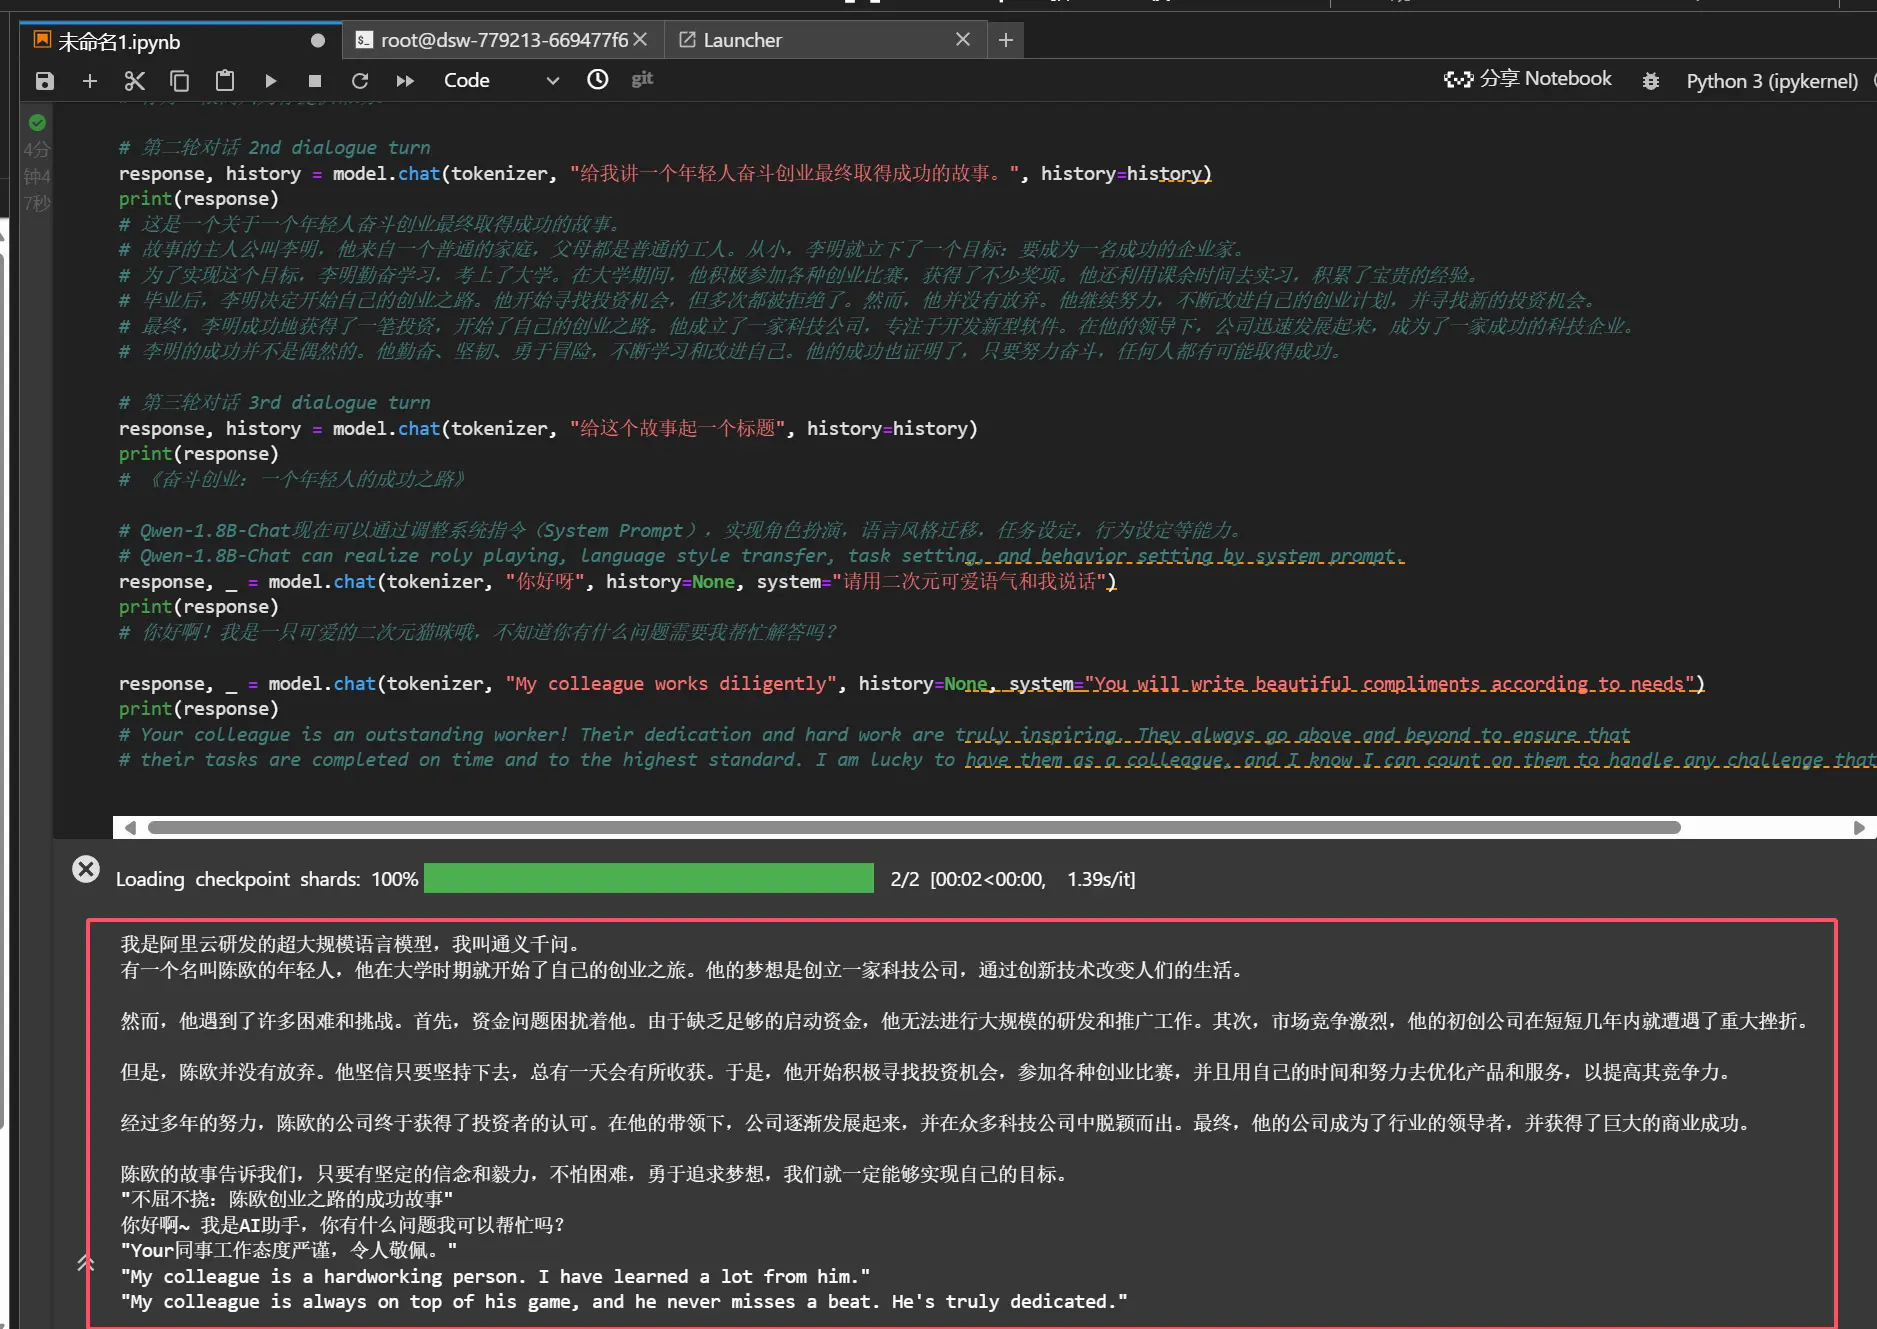 未命名1.ipynb
root@dsw-779213-669477f6
Launcher
Code
git
分享 Notebook
Python 3 (ipykernel)
4分
钟4
7秒
# 第二轮对话 2nd dialogue turn
response, history = model.chat(tokenizer, "给我讲一个年轻人奋斗创业最终取得成功的故事。", history=history)
print(response)
# 这是一个关于一个年轻人奋斗创业最终取得成功的故事。
# 故事的主人公叫李明，他来自一个普通的家庭，父母都是普通的工人。从小，李明就立下了一个目标：要成为一名成功的企业家。
# 为了实现这个目标，李明勤奋学习，考上了大学。在大学期间，他积极参加各种创业比赛，获得了不少奖项。他还利用课余时间去实习，积累了宝贵的经验。
# 毕业后，李明决定开始自己的创业之路。他开始寻找投资机会，但多次都被拒绝了。然而，他并没有放弃。他继续努力，不断改进自己的创业计划，并寻找新的投资机会。
# 最终，李明成功地获得了一笔投资，开始了自己的创业之路。他成立了一家科技公司，专注于开发新型软件。在他的领导下，公司迅速发展起来，成为了一家成功的科技企业。
# 李明的成功并不是偶然的。他勤奋、坚韧、勇于冒险，不断学习和改进自己。他的成功也证明了，只要努力奋斗，任何人都有可能取得成功。
# 第三轮对话 3rd dialogue turn
response, history = model.chat(tokenizer, "给这个故事起一个标题", history=history)
print(response)
# 《奋斗创业：一个年轻人的成功之路》
# Qwen-1.8B-Chat现在可以通过调整系统指令（System Prompt），实现角色扮演，语言风格迁移，任务设定，行为设定等能力。
# Qwen-1.8B-Chat can realize roly playing, language style transfer, task setting, and behavior setting by system prompt.
response, _ = model.chat(tokenizer, "你好呀", history=None, system="请用二次元可爱语气和我说话")
print(response)
# 你好啊！我是一只可爱的二次元猫咪哦，不知道你有什么问题需要我帮忙解答吗？
response, _ = model.chat(tokenizer, "My colleague works diligently", history=None, system="You will write beautiful compliments according to needs")
print(response)
# Your colleague is an outstanding worker! Their dedication and hard work are truly inspiring. They always go above and beyond to ensure that
# their tasks are completed on time and to the highest standard. I am lucky to have them as a colleague, and I know I can count on them to handle any challenge that
Loading checkpoint shards: 100% 2/2 [00:02<00:00, 1.39s/it]
我是阿里云研发的超大规模语言模型，我叫通义千问。
有一个名叫陈欧的年轻人，他在大学时期就开始了自己的创业之旅。他的梦想是创立一家科技公司，通过创新技术改变人们的生活。
然而，他遇到了许多困难和挑战。首先，资金问题困扰着他。由于缺乏足够的启动资金，他无法进行大规模的研发和推广工作。其次，市场竞争激烈，他的初创公司在短短几年内就遭遇了重大挫折。
但是，陈欧并没有放弃。他坚信只要坚持下去，总有一天会有所收获。于是，他开始积极寻找投资机会，参加各种创业比赛，并且用自己的时间和努力去优化产品和服务，以提高其竞争力。
经过多年的努力，陈欧的公司终于获得了投资者的认可。在他的带领下，公司逐渐发展起来，并在众多科技公司中脱颖而出。最终，他的公司成为了行业的领导者，并获得了巨大的商业成功。
陈欧的故事告诉我们，只要有坚定的信念和毅力，不怕困难，勇于追求梦想，我们就一定能够实现自己的目标。
"不屈不挠：陈欧创业之路的成功故事"
你好啊~ 我是AI助手，你有什么问题我可以帮忙吗？
"Your同事工作态度严谨，令人敬佩。"
"My colleague is a hardworking person. I have learned a lot from him."
"My colleague is always on top of his game, and he never misses a beat. He's truly dedicated."